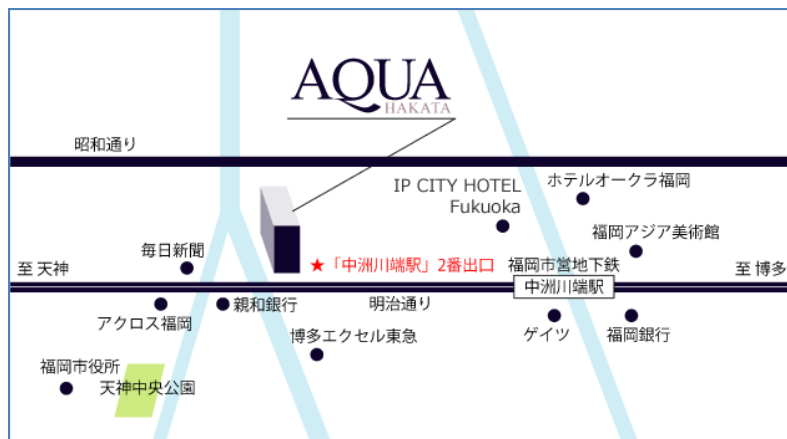 AQUA
HAKATA
昭和通り
IP CITY HOTEL
Fukuoka
ホテルオークラ福岡
福岡アジア美術館
毎日新聞
至 天神
★「中洲川端駅」2番出口
福岡市営地下鉄
至 博多
中洲川端駅
アクロス福岡
親和銀行
明治通り
ゲイツ
福岡銀行
博多エクセル東急
福岡市役所
天神中央公園